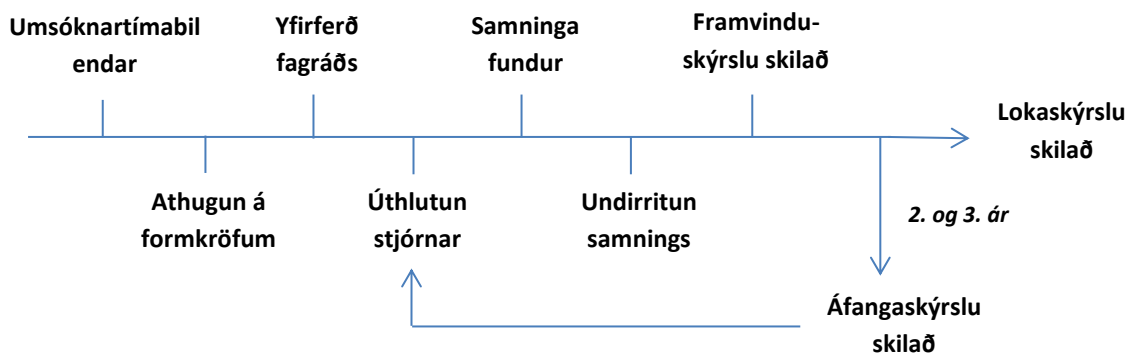 Umsóknartímabil
endar
Yfirferð
fagráðs
Samninga
fundur
Framvindu-
skýrslu skilað
Lokaskýrslu
skilað
Athugun á
formkröfum
Úthlutun
stjórnar
Undirritun
samnings
2. og 3. ár
Áfangaskýrslu
skilað